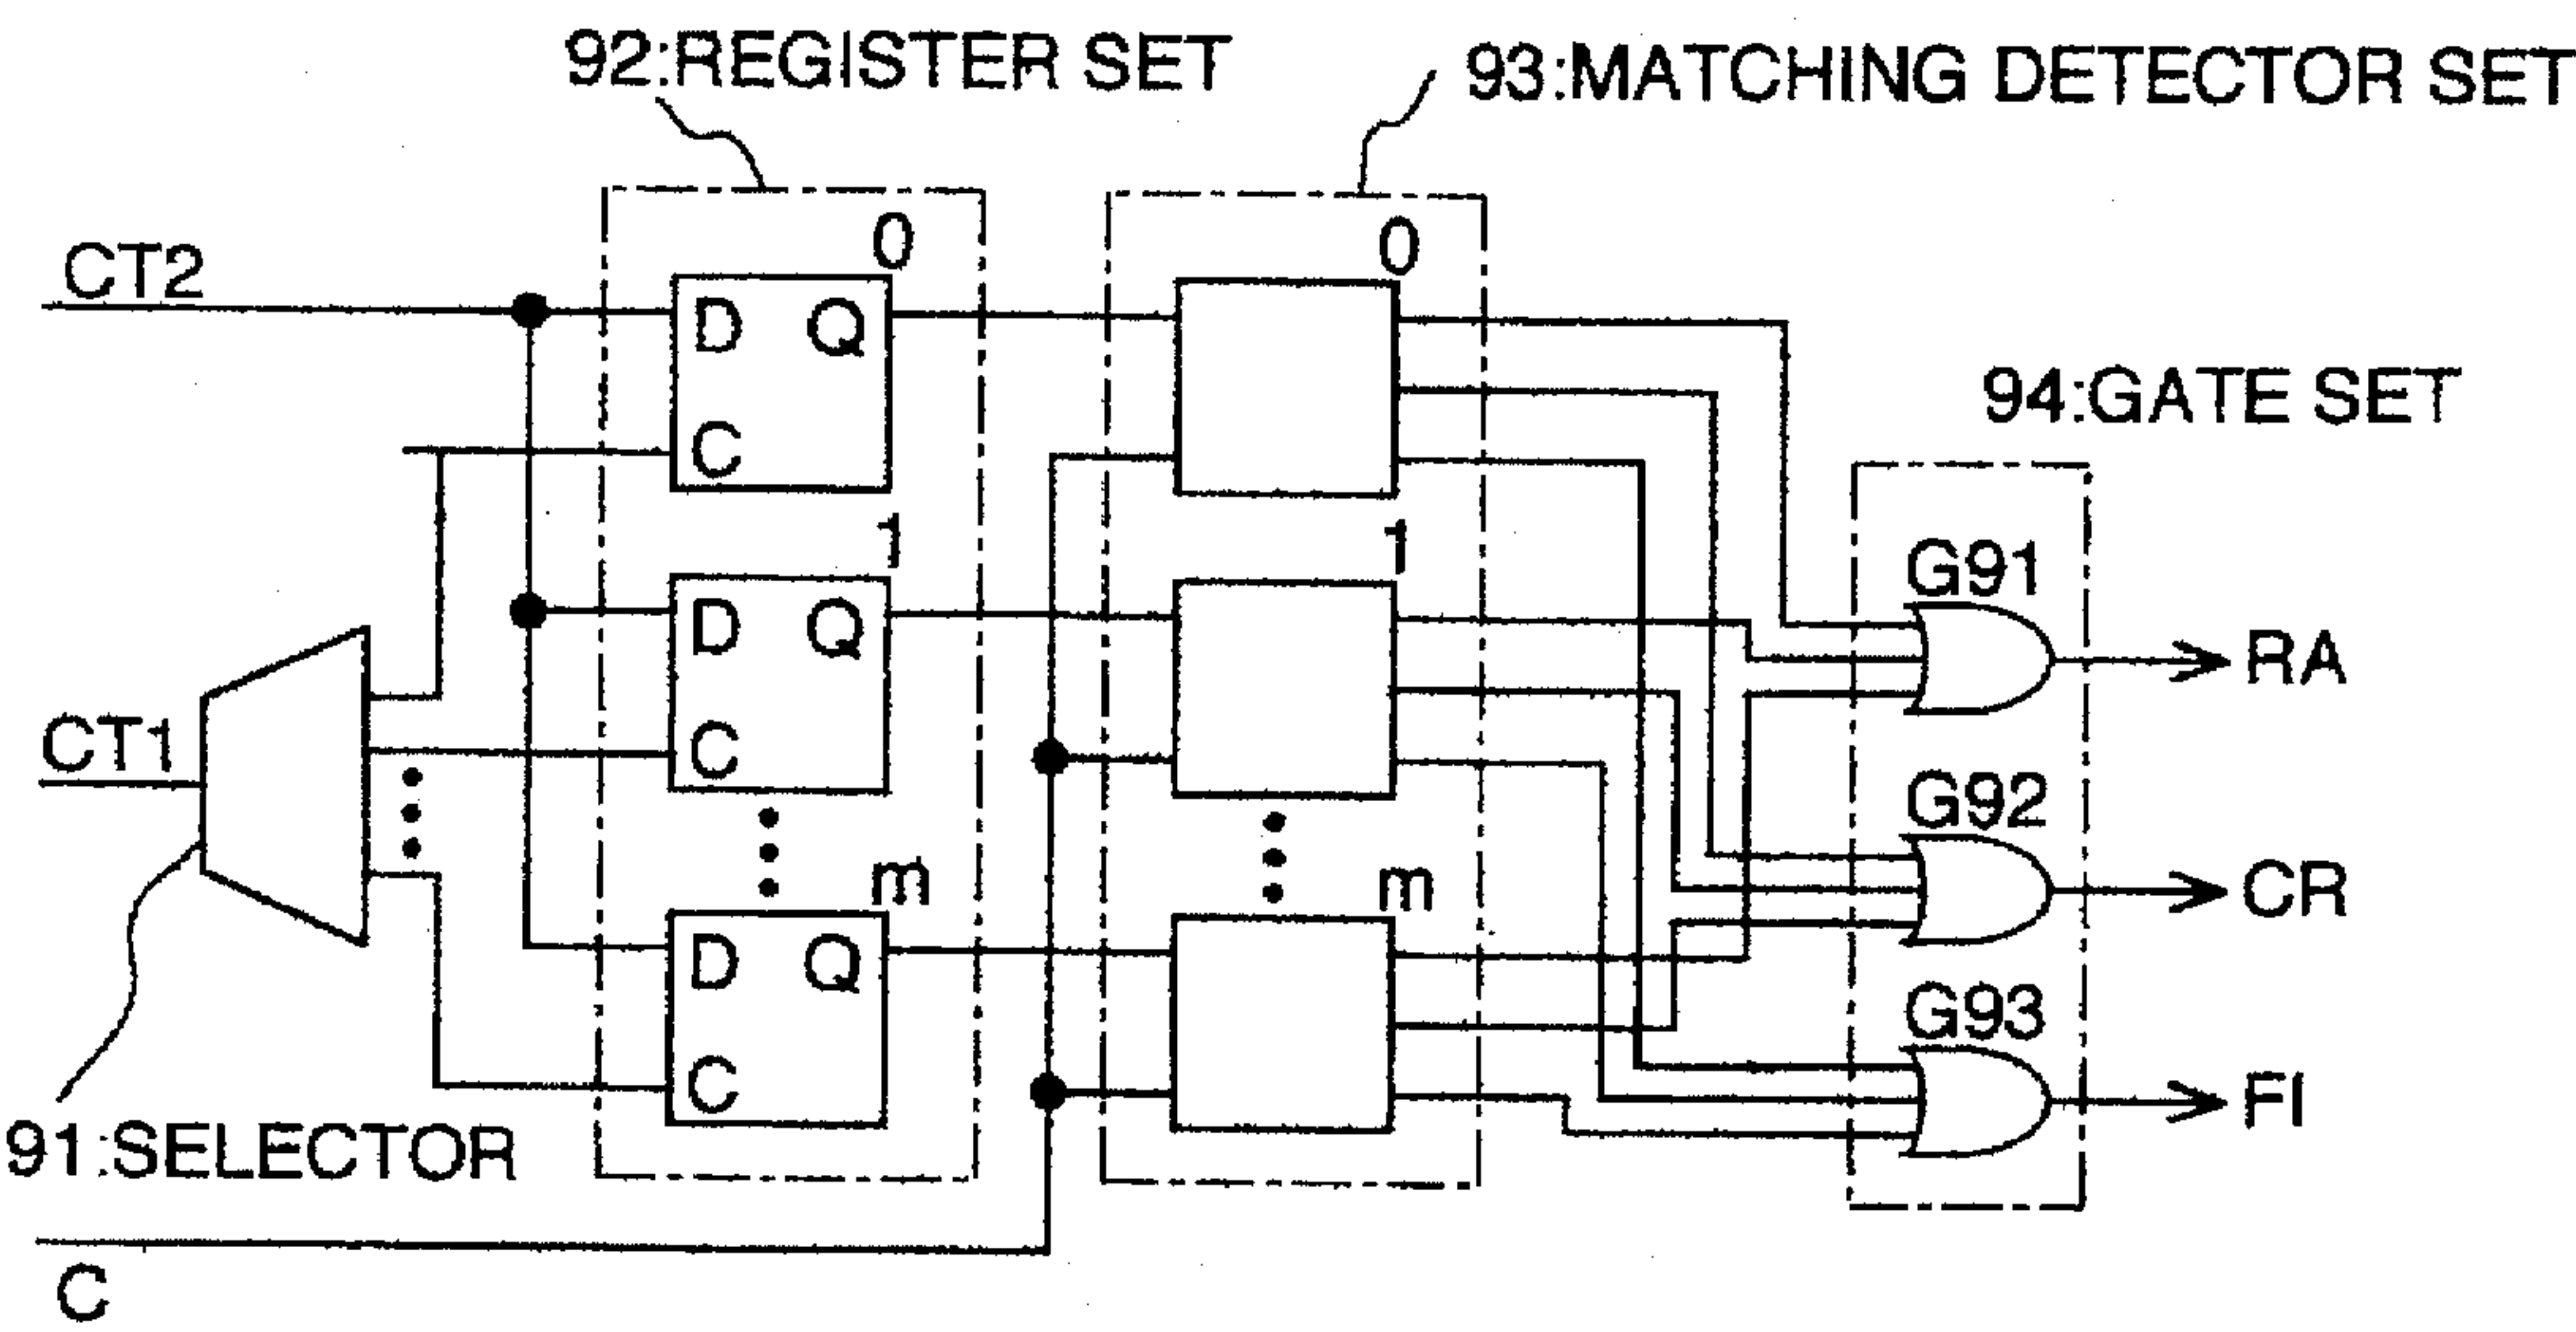 92:REGISTER SET
93:MATCHING DETECTOR SET
CT2
0
0
D Q
C
94:GATE SET
1
1
G91
D Q
C
RA
CT1
G92
m
m
CR
D Q
C
G93
FI
91:SELECTOR
C